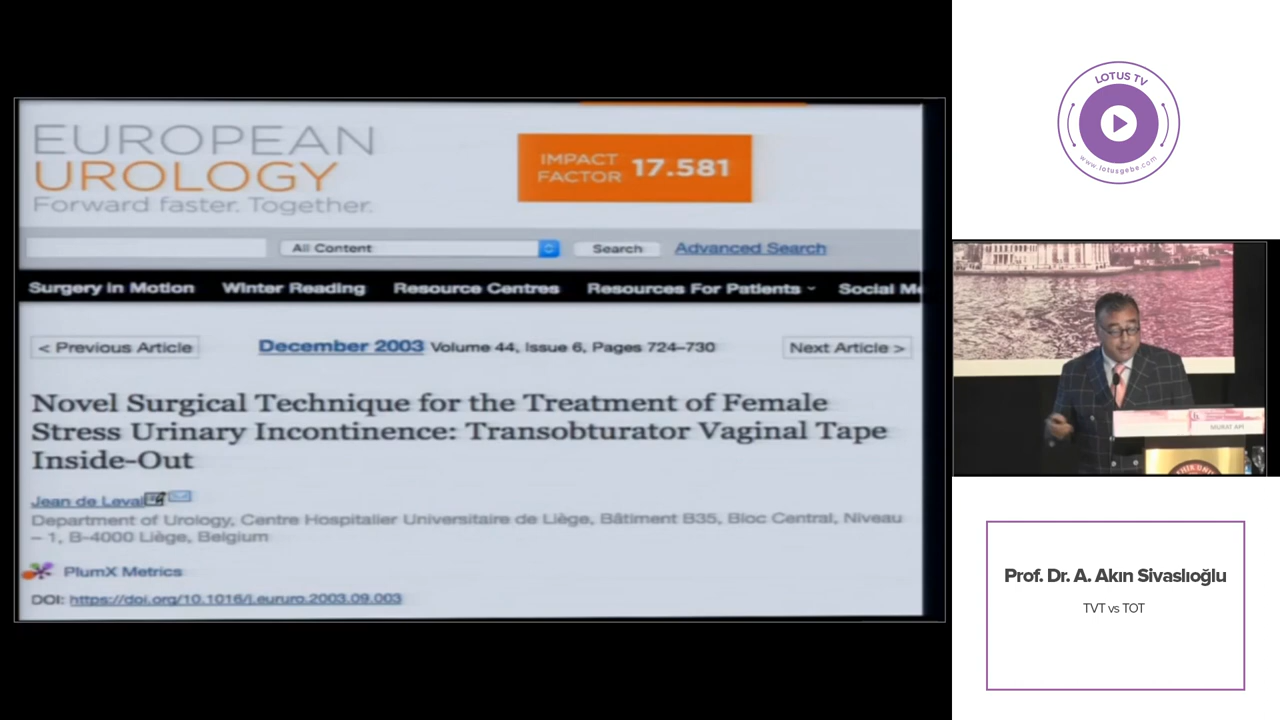 EUROPEAN
UROLOGY
Forward faster. Together.
IMPACT
FACTOR 17.581
All Content
Search
Advanced Search
Surgery in Motion
Winter Reading
Resource Centres
Resources For Patients
Social Me
< Previous Article
December 2003 Volume 44, Issue 6, Pages 724–730
Next Article >
Novel Surgical Technique for the Treatment of Female
Stress Urinary Incontinence: Transobturator Vaginal Tape
Inside-Out
Jean de Leval
Department of Urology, Centre Hospitalier Universitaire de Liège, Bâtiment B35, Bloc Central, Niveau
– 1, B-4000 Liège, Belgium
PlumX Metrics
DOI: https://doi.org/10.1016/j.eururo.2003.09.003
LOTUS TV
www.lotusgebe.com
MURAT API
Prof. Dr. A. Akın Sivaslıoğlu
TVT vs TOT